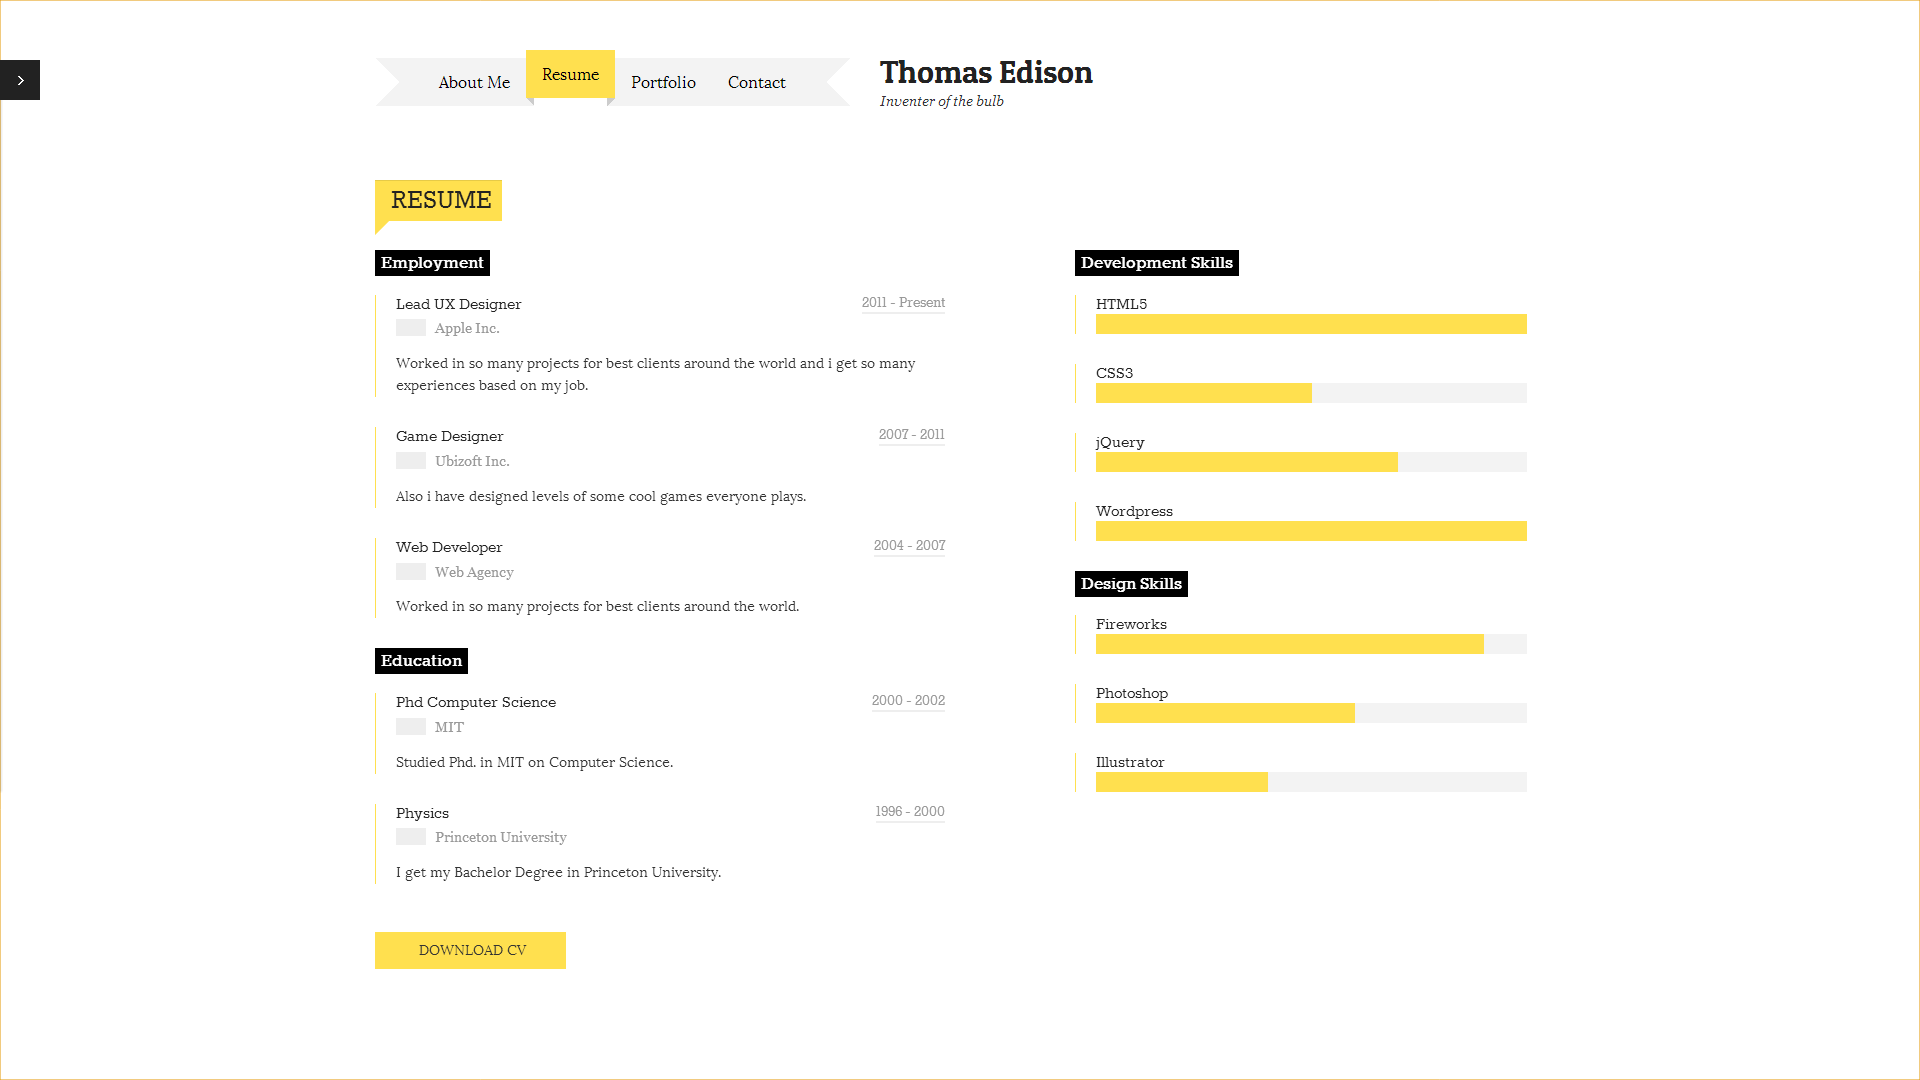 About Me
Resume
Portfolio
Contact
Thomas Edison
Inventer of the bulb
RESUME
Employment
Lead UX Designer
2011 - Present
Apple Inc.
Worked in so many projects for best clients around the world and i get so many
experiences based on my job.
Game Designer
2007 - 2011
Ubizoft Inc.
Also i have designed levels of some cool games everyone plays.
Web Developer
2004 - 2007
Web Agency
Worked in so many projects for best clients around the world.
Education
Phd Computer Science
2000 - 2002
MIT
Studied Phd. in MIT on Computer Science.
Physics
1996 - 2000
Princeton University
I get my Bachelor Degree in Princeton University.
DOWNLOAD CV
Development Skills
HTML5
CSS3
jQuery
Wordpress
Design Skills
Fireworks
Photoshop
Illustrator